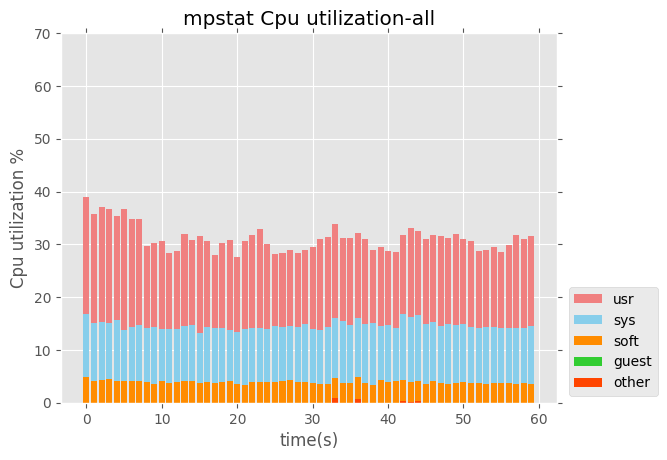 mpstat Cpu utilization-all
70
60
50
40
30
20
10
0
Cpu utilization %
0 10 20 30 40 50 60
time(s)
usr
sys
soft
guest
other